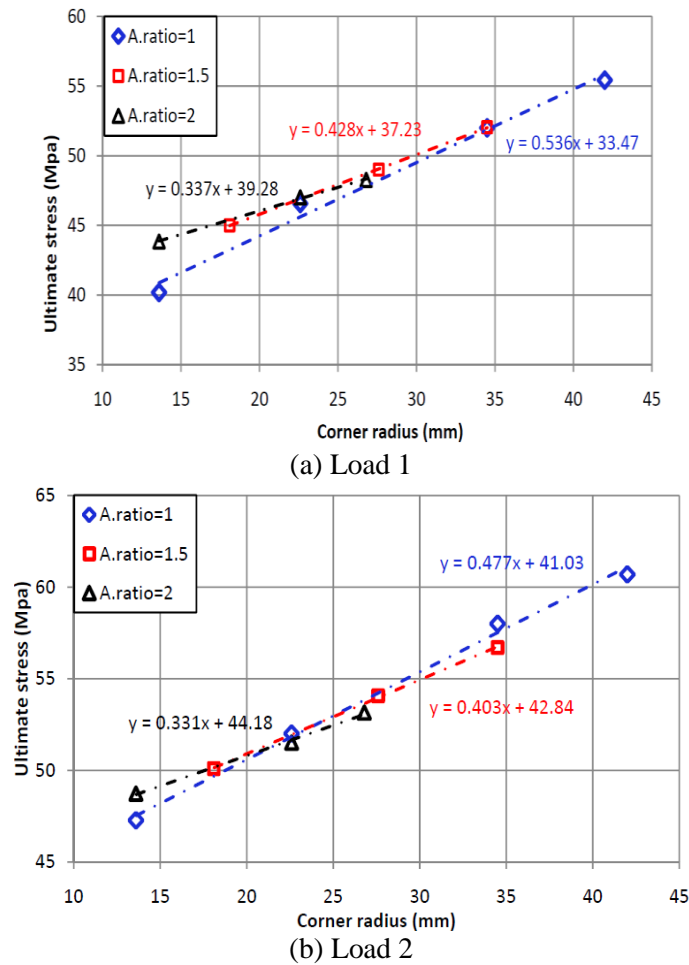 60
55
50
45
40
35
Ultimate stress (Mpa)
A.ratio=1
A.ratio=1.5
A.ratio=2
y = 0.428x + 37.23
y = 0.536x + 33.47
y = 0.337x + 39.28
10 15 20 25 30 35 40 45
Corner radius (mm)
(a) Load 1
65
60
55
50
45
Ultimate stress (Mpa)
A.ratio=1
A.ratio=1.5
A.ratio=2
y = 0.477x + 41.03
y = 0.331x + 44.18
y = 0.403x + 42.84
10 15 20 25 30 35 40 45
Corner radius (mm)
(b) Load 2